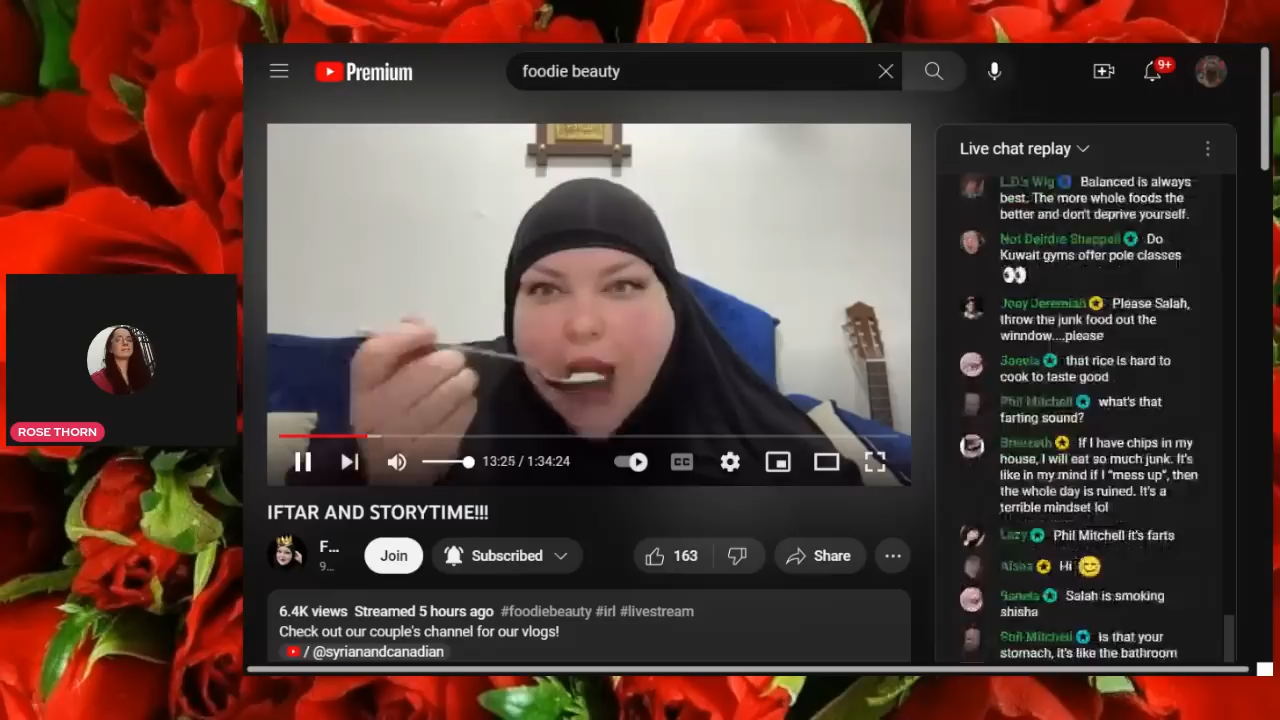 Premium
foodie beauty
9+
Live chat replay
L.D's Wig Balanced is always
best. The more whole foods the
better and don't deprive yourself.
Not Deirdre Shappell Do
Kuwait gyms offer pole classes
Joey Jeremiah Please Salah,
throw the junk food out the
winndow....please
that rice is hard to
cook to taste good
Phil Mitchell what's that
farting sound?
If I have chips in my
house, I will eat so much junk. It's
like in my mind if I "mess up", then
the whole day is ruined. It's a
terrible mindset lol
Lazy Phil Mitchell it's farts
Aisha Hi
Salah is smoking
shisha
Phil Mitchell is that your
stomach, it's like the bathroom
ROSE THORN
13:25 / 1:34:24
CC
IFTAR AND STORYTIME!!!
F...
9...
Join
Subscribed
163
Share
6.4K views Streamed 5 hours ago #foodiebeauty #irl #livestream
Check out our couple's channel for our vlogs!
/ @syrianandcanadian